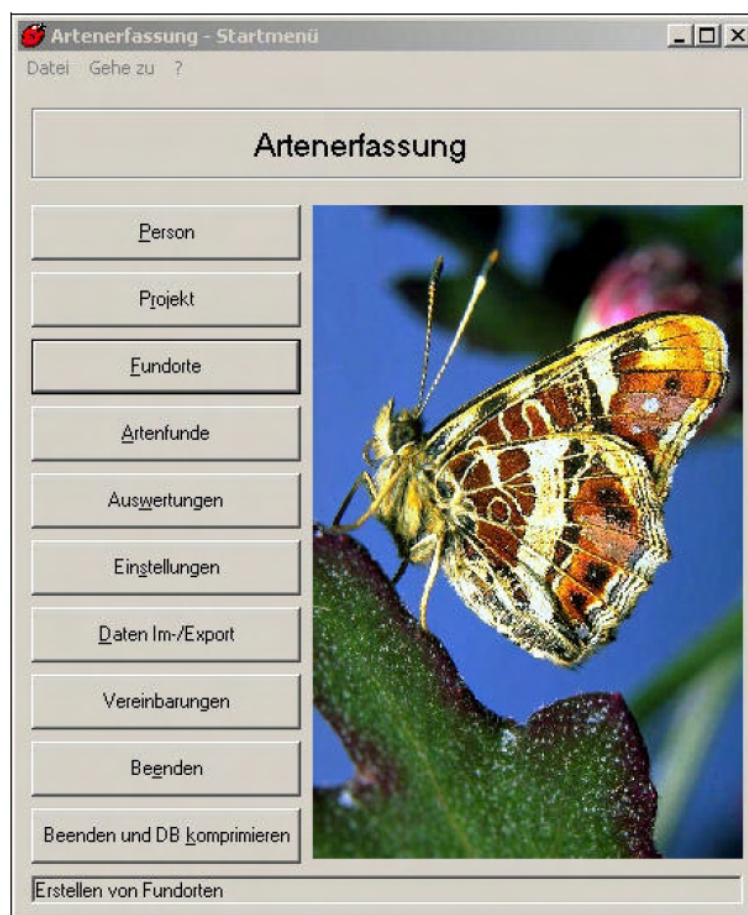 Artenerfassung - Startmenü
Datei Gehe zu ?
Artenerfassung
Person
Projekt
Fundorte
Artenfunde
Auswertungen
Einstellungen
Daten Im-/Export
Vereinbarungen
Beenden
Beenden und DB komprimieren
Erstellen von Fundorten